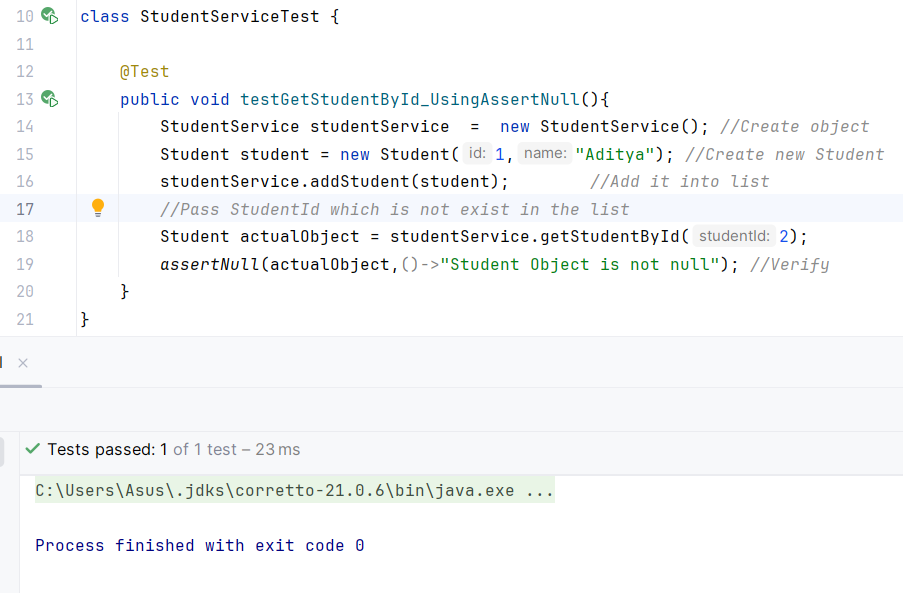 10 class StudentServiceTest {
11
12 @Test
13 public void testGetStudentById_UsingAssertNull(){
14 StudentService studentService  =  new StudentService(); //Create object
15 Student student = new Student( id: 1, name: "Aditya"); //Create new Student
16 studentService.addStudent(student);        //Add it into list
17 //Pass StudentId which is not exist in the list
18 Student actualObject = studentService.getStudentById( studentId: 2);
19 assertNull(actualObject,()->"Student Object is not null"); //Verify
20 }
21 }
Tests passed: 1 of 1 test – 23 ms
C:\Users\Asus\.jdks\corretto-21.0.6\bin\java.exe ...
Process finished with exit code 0